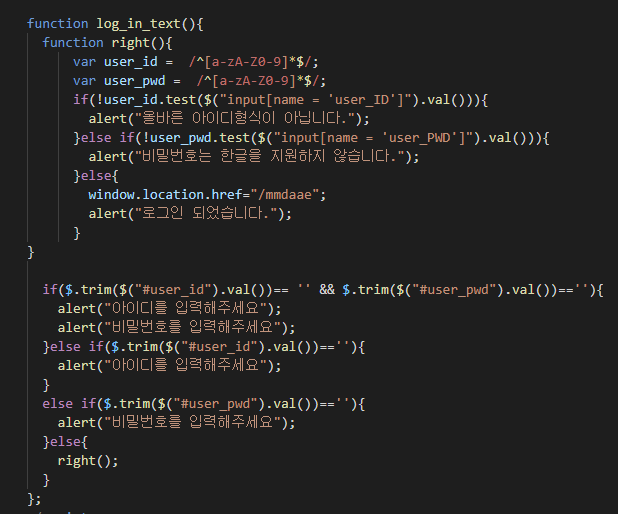 function log_in_text(){
function right(){
var user_id = /^[a-zA-Z0-9]*$/;
var user_pwd = /^[a-zA-Z0-9]*$/;
if(!user_id.test($("input[name = 'user_ID']").val())){
alert("올바른 아이디형식이 아닙니다.");
}else if(!user_pwd.test($("input[name = 'user_PWD']").val())){
alert("비밀번호는 한글을 지원하지 않습니다.");
}else{
window.location.href="/mmdaae";
alert("로그인 되었습니다.");
}
}
if($.trim($("#user_id").val())== '' && $.trim($("#user_pwd").val())==''){
alert("아이디를 입력해주세요");
alert("비밀번호를 입력해주세요");
}else if($.trim($("#user_id").val())==''){
alert("아이디를 입력해주세요");
}
else if($.trim($("#user_pwd").val())==''){
alert("비밀번호를 입력해주세요");
}else{
right();
}
};